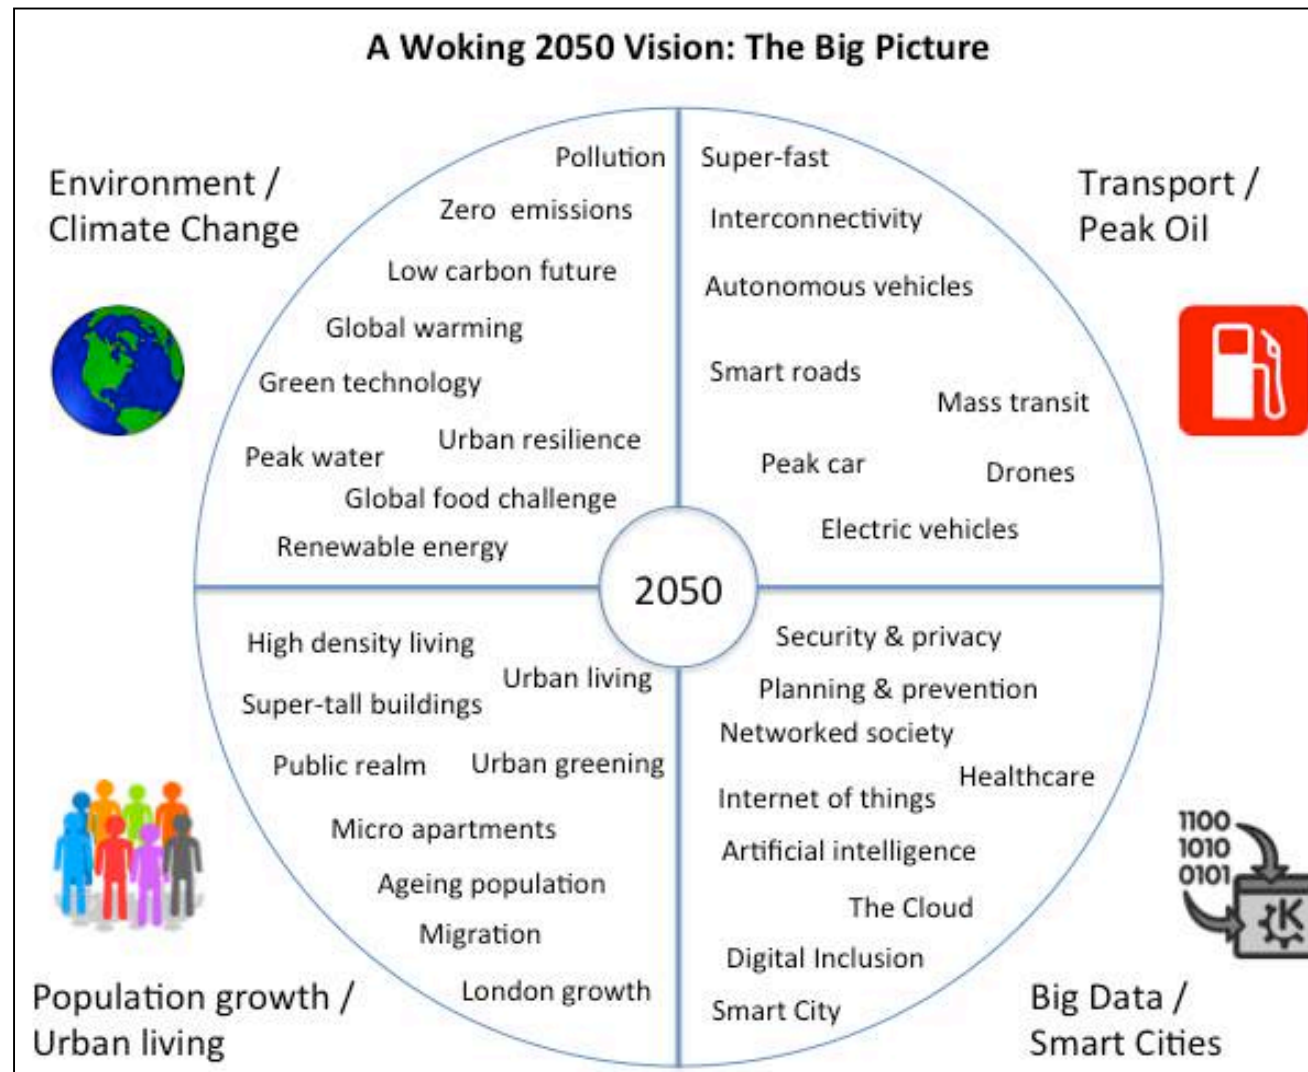 A Woking 2050 Vision: The Big Picture
Environment /
Climate Change
Pollution
Zero emissions
Low carbon future
Global warming
Green technology
Urban resilience
Peak water
Global food challenge
Renewable energy
Transport /
Peak Oil
Super-fast
Interconnectivity
Autonomous vehicles
Smart roads
Mass transit
Peak car
Drones
Electric vehicles
2050
High density living
Urban living
Super-tall buildings
Public realm
Urban greening
Micro apartments
Ageing population
Migration
London growth
Population growth /
Urban living
Security & privacy
Planning & prevention
Networked society
Healthcare
Internet of things
Artificial intelligence
The Cloud
Digital Inclusion
Smart City
1100
1010
0101
K
Big Data /
Smart Cities